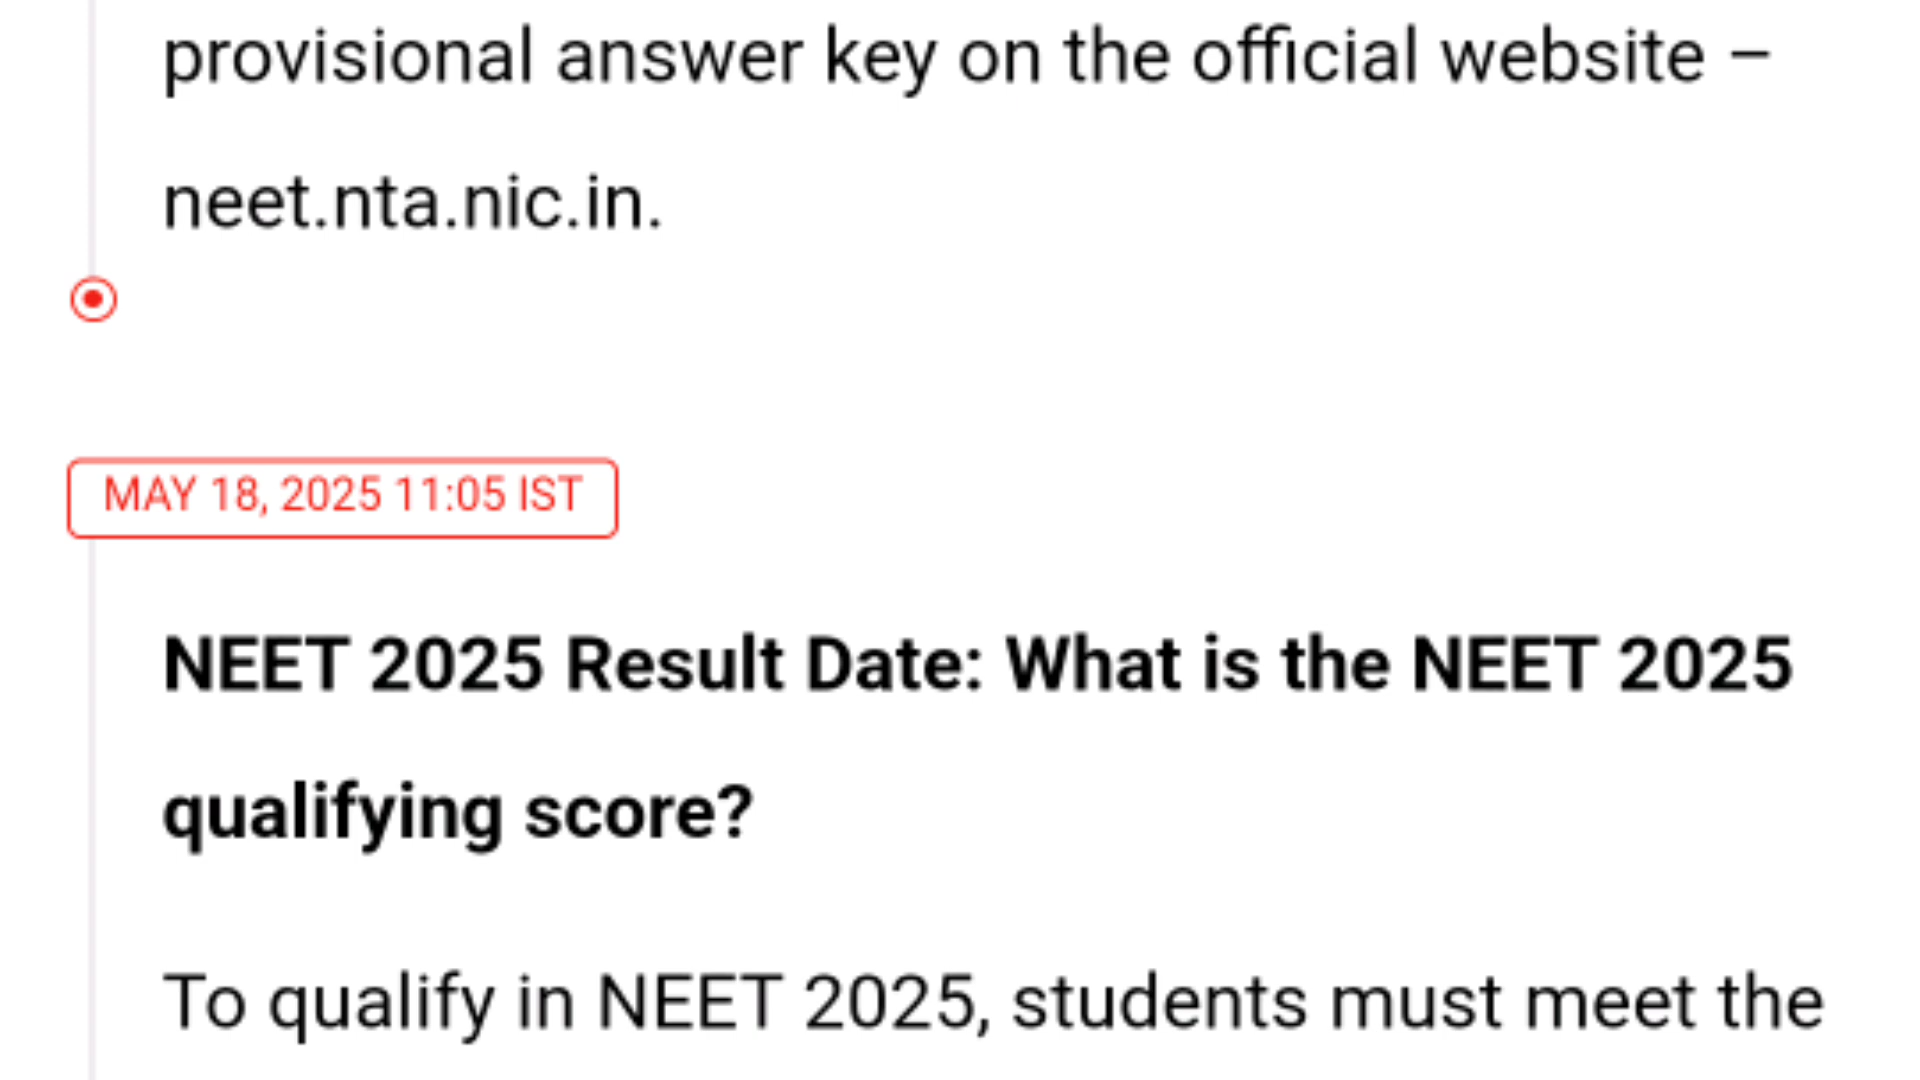 provisional answer key on the official website –
neet.nta.nic.in.
MAY 18, 2025 11:05 IST
NEET 2025 Result Date: What is the NEET 2025
qualifying score?
To qualify in NEET 2025, students must meet the